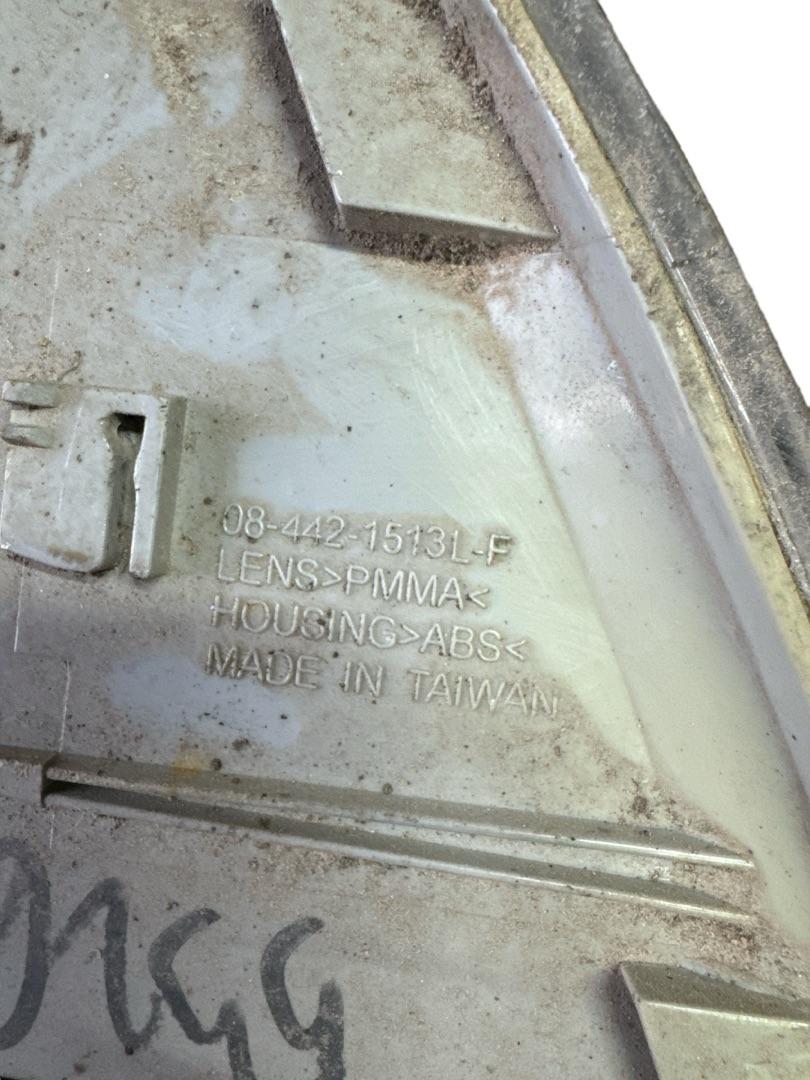 08-442-1513L-F
LENS>PMMA<
HOUSING>ABS<
MADE IN TAIWAN